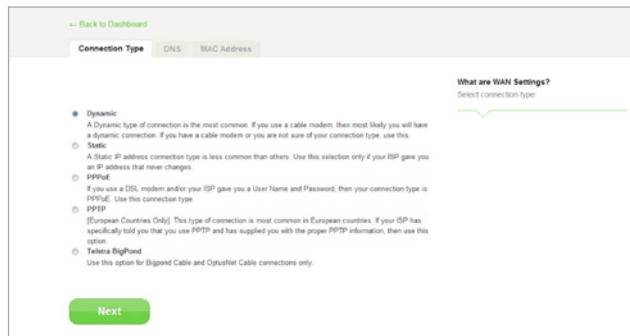 ← Back to Dashboard
Connection Type DNS MAC Address
What are WAN Settings?
Select connection type:
Dynamic
A Dynamic type of connection is the most common. If you use a cable modem, then most likely you will have
a dynamic connection. If you have a cable modem or you are not sure of your connection type, use this.
Static
A Static IP address connection type is less common than others. Use this selection only if your ISP gave you
an IP address that never changes.
PPPoE
If you use a DSL modem and/or your ISP gave you a User Name and Password, then your connection type is
PPPoE. Use this connection type.
PPTP
[European Countries Only]. This type of connection is most common in European countries. If your ISP has
specifically told you that you use PPTP and has supplied you with the proper PPTP information, then use this
option.
Telstra BigPond
Use this option for Bigpond Cable and OptusNet Cable connections only.
Next